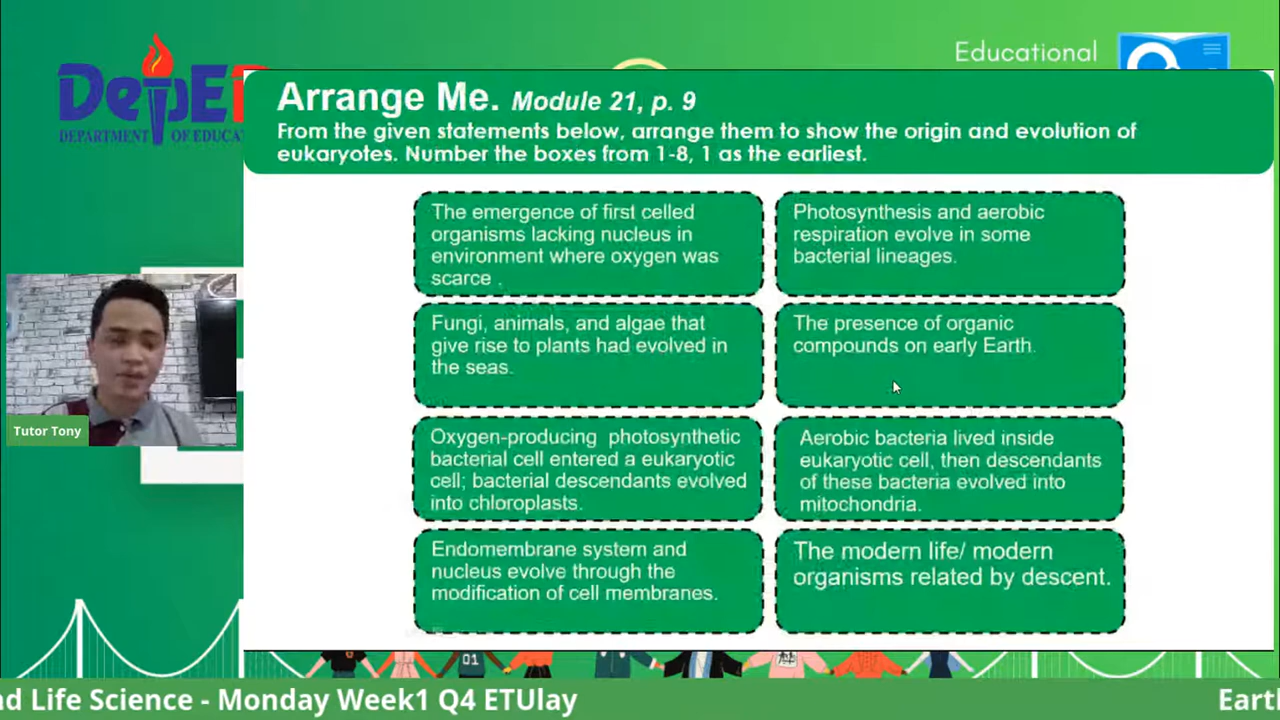 DepE
DEPARTMENT OF EDUCA
Educational
Arrange Me. Module 21, p. 9
From the given statements below, arrange them to show the origin and evolution of
eukaryotes. Number the boxes from 1-8, 1 as the earliest.
The emergence of first celled
organisms lacking nucleus in
environment where oxygen was
scarce .
Photosynthesis and aerobic
respiration evolve in some
bacterial lineages.
Fungi, animals, and algae that
give rise to plants had evolved in
the seas.
The presence of organic
compounds on early Earth.
Oxygen-producing photosynthetic
bacterial cell entered a eukaryotic
cell; bacterial descendants evolved
into chloroplasts.
Aerobic bacteria lived inside
eukaryotic cell, then descendants
of these bacteria evolved into
mitochondria.
Endomembrane system and
nucleus evolve through the
modification of cell membranes.
The modern life/ modern
organisms related by descent.
Tutor Tony
01
nd Life Science - Monday Week1 Q4 ETUlay
Earth